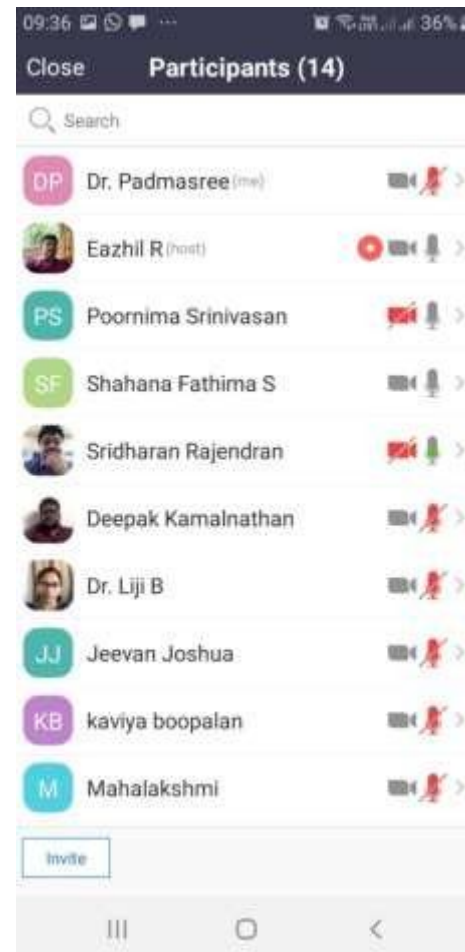 09:36 36%
Close Participants (14)
Search
DP Dr. Padmasree (me)
Eazhil R (host)
PS Poornima Srinivasan
SF Shahana Fathima S
Sridharan Rajendran
Deepak Kamalnathan
Dr. Liji B
JJ Jeevan Joshua
KB kaviya boopalan
M Mahalakshmi
Invite